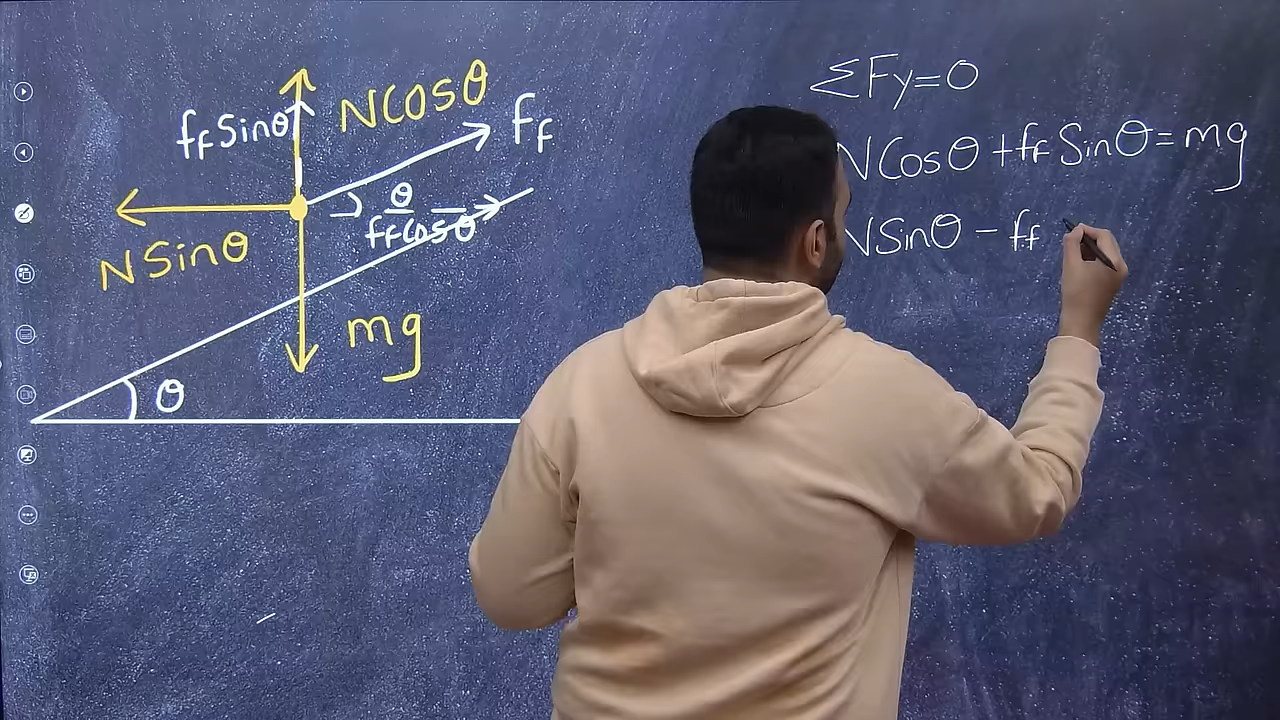 NCosθ
fF Sinθ
fF
θ
fFCosθ
NSinθ
mg
θ
ΣFy=0
NCosθ+fF Sinθ=mg
NSinθ - fF